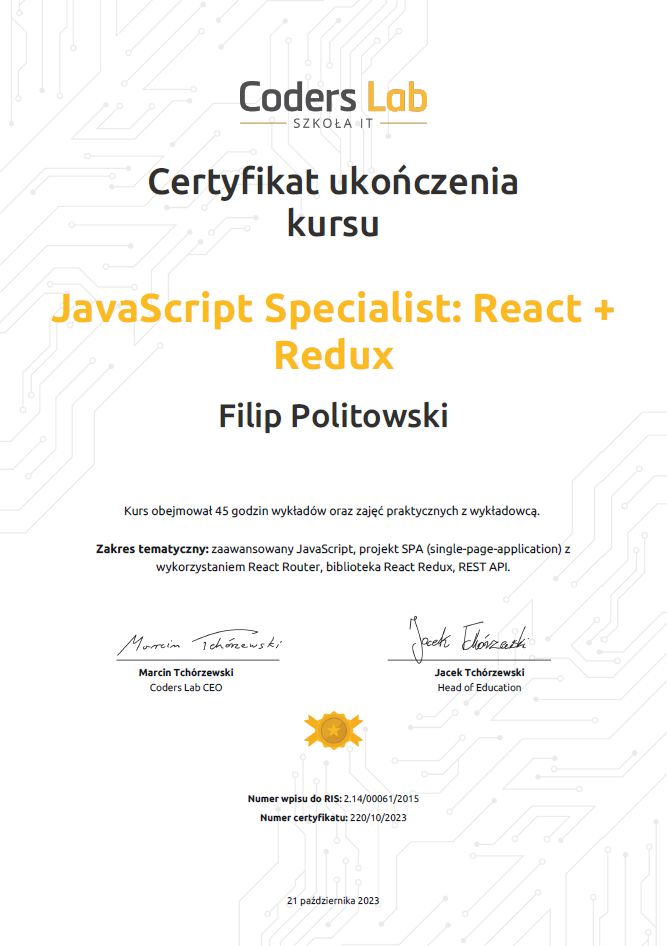 Coders Lab
SZKOŁA IT
Certyfikat ukończenia
kursu
JavaScript Specialist: React +
Redux
Filip Politowski
Kurs obejmował 45 godzin wykładów oraz zajęć praktycznych z wykładowcą.
Zakres tematyczny: zaawansowany JavaScript, projekt SPA (single-page-application) z
wykorzystaniem React Router, biblioteka React Redux, REST API.
Marcin Tchórzewski
Jacek Tchórzewski
Marcin Tchórzewski
Coders Lab CEO
Jacek Tchórzewski
Head of Education
Numer wpisu do RIS: 2.14/00061/2015
Numer certyfikatu: 220/10/2023
21 października 2023